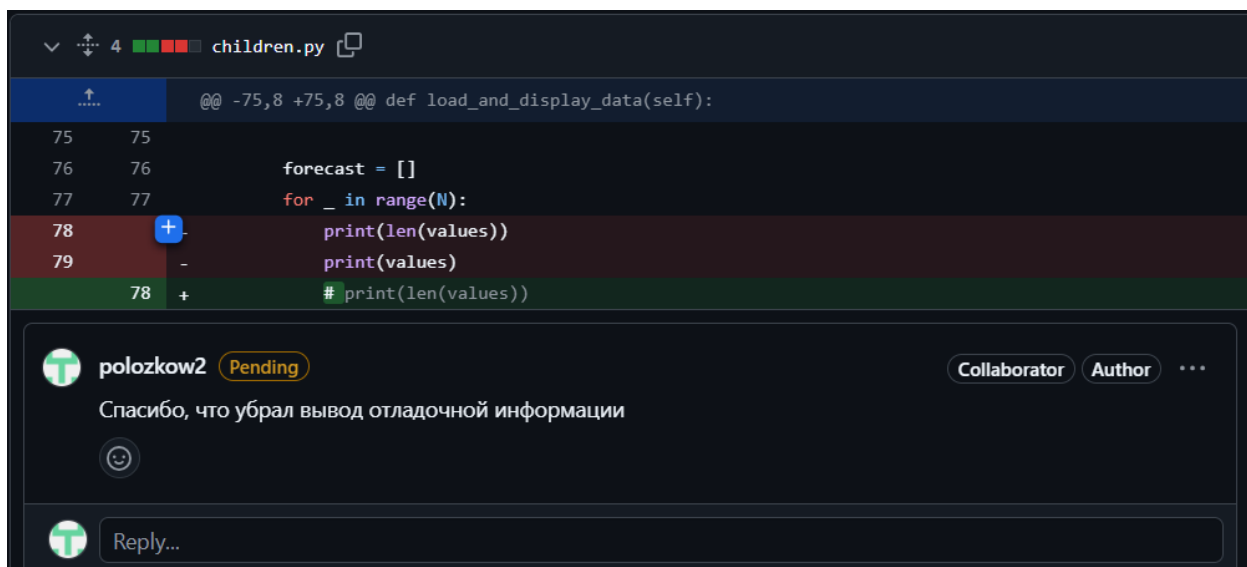 4 children.py
@@ -75,8 +75,8 @@ def load_and_display_data(self):
75 75
76 76 forecast = []
77 77 for _ in range(N):
78 - print(len(values))
79 - print(values)
78 + # print(len(values))
polozkow2 Pending Collaborator Author ...
Спасибо, что убрал вывод отладочной информации
Reply...